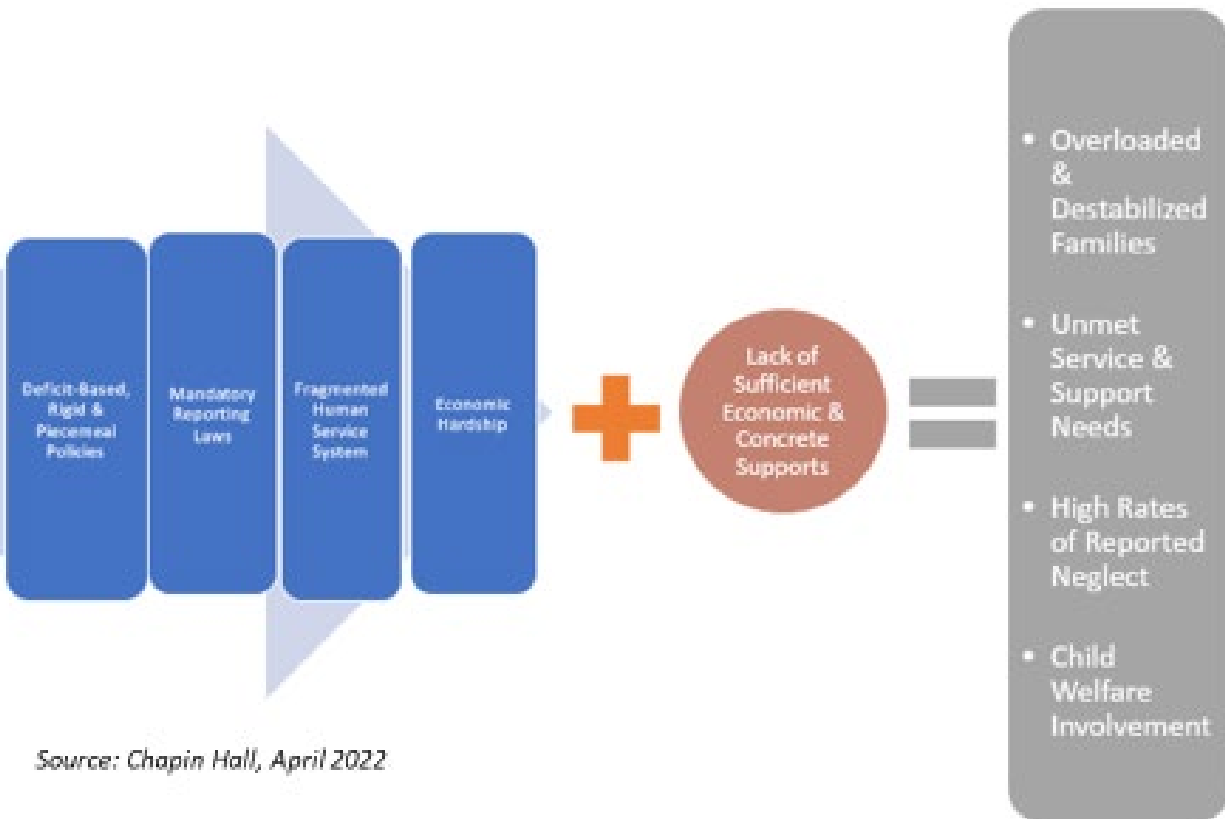 Deficit-Based,
Rigid &
Piecemeal
Policies
Mandatory
Reporting
Laws
Fragmented
Human
Service
System
Economic
Hardship
Lack of
Sufficient
Economic &
Concrete
Supports
• Overloaded
&
Destabilized
Families
• Unmet
Service &
Support
Needs
• High Rates
of Reported
Neglect
• Child
Welfare
Involvement
Source: Chapin Hall, April 2022